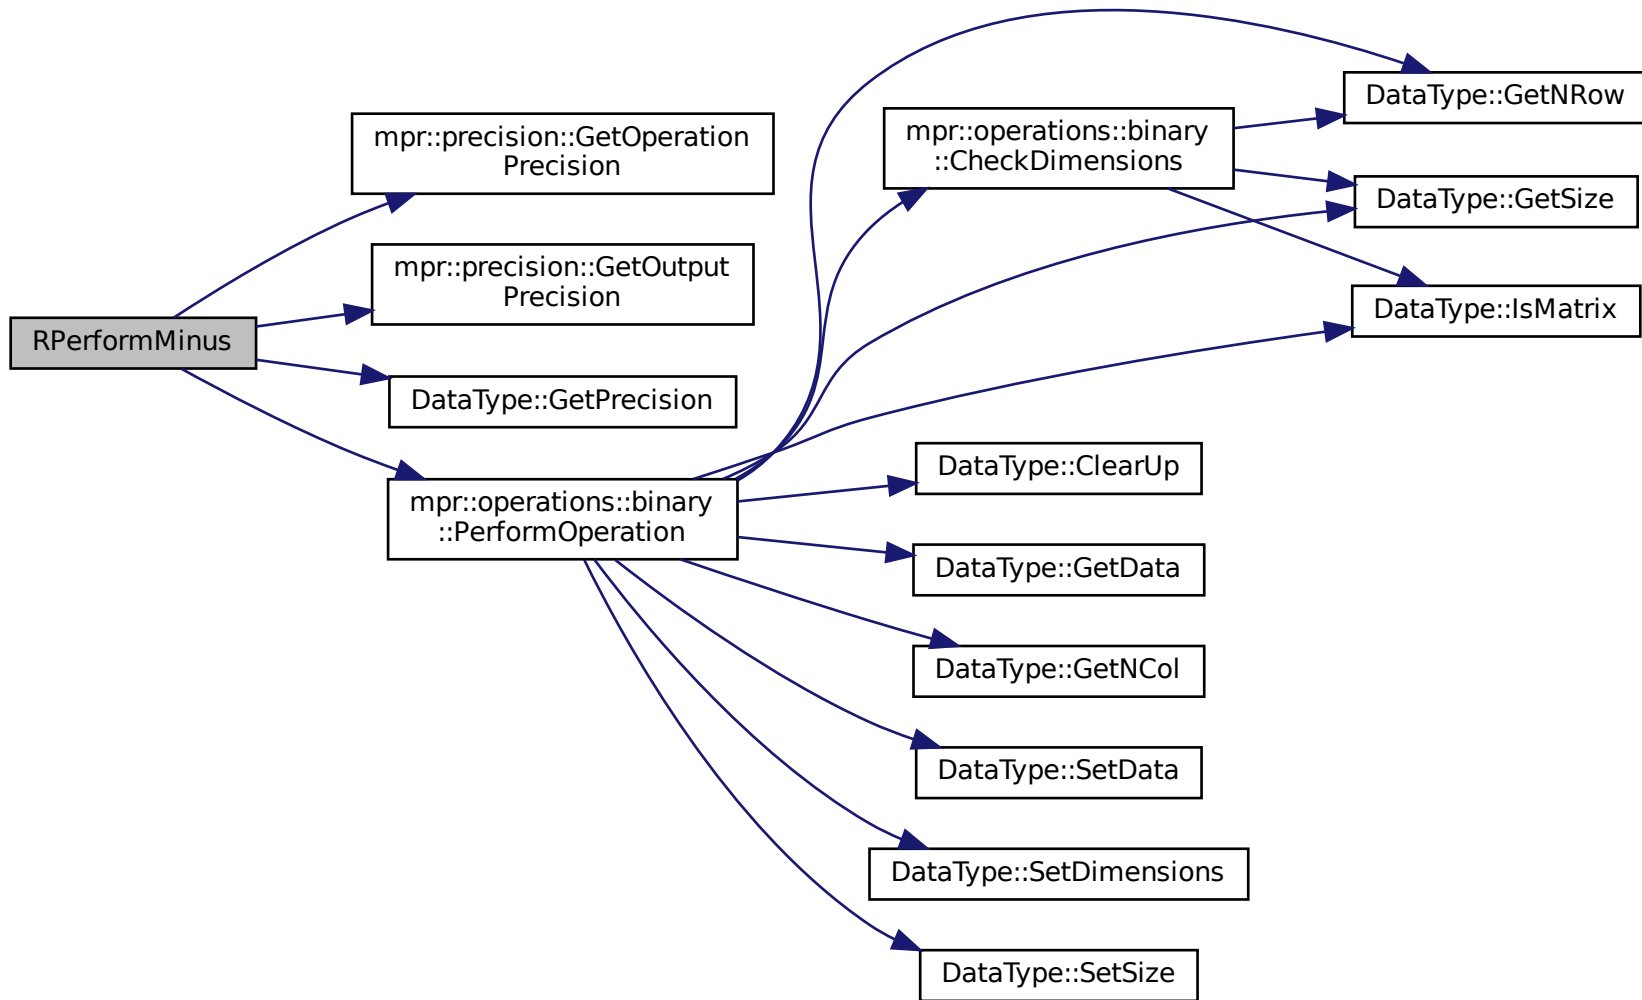 RPerformMinus
mpr::precision::GetOperation
Precision
mpr::precision::GetOutput
Precision
DataType::GetPrecision
mpr::operations::binary
::PerformOperation
mpr::operations::binary
::CheckDimensions
DataType::GetNRow
DataType::GetSize
DataType::IsMatrix
DataType::ClearUp
DataType::GetData
DataType::GetNCol
DataType::SetData
DataType::SetDimensions
DataType::SetSize